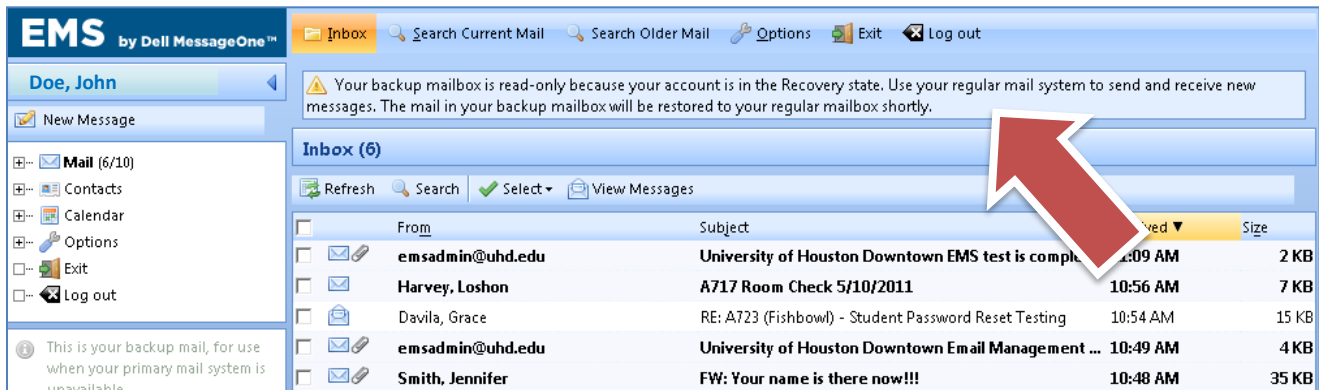 EMS by Dell MessageOne™
Inbox Search Current Mail Search Older Mail Options Exit Log out
Doe, John
Your backup mailbox is read-only because your account is in the Recovery state. Use your regular mail system to send and receive new
messages. The mail in your backup mailbox will be restored to your regular mailbox shortly.
New Message
Mail (6/10)
Contacts
Calendar
Options
Exit
Log out
This is your backup mail, for use
when your primary mail system is
unavailable
Inbox (6)
Refresh Search Select View Messages
From Subject Size
emsadmin@uhd.edu University of Houston Downtown EMS test is 2 KB
Harvey, Loshon A717 Room Check 5/10/2011 10:56 AM 7 KB
Davila, Grace RE: A723 (Fishbowl) - Student Password Reset Testing 10:54 AM 15 KB
emsadmin@uhd.edu University of Houston Downtown Email Management ... 10:49 AM 4 KB
Smith, Jennifer FW: Your name is there now!!! 10:48 AM 35 KB